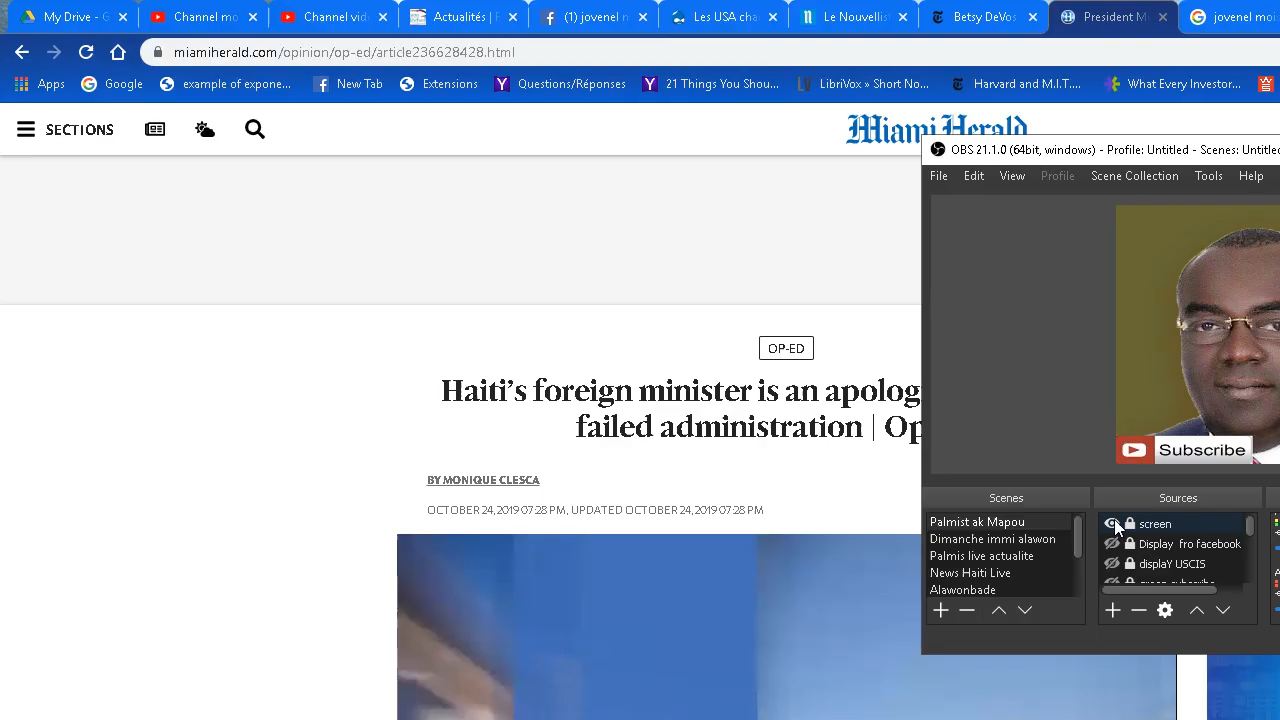 My Drive - G
Channel mo
Channel vid
Actualités | F
(1) jovenel n
Les USA cha
Le Nouvellis
Betsy DeVos
President M
jovenel moi
miamiherald.com/opinion/op-ed/article236628428.html
Apps
Google
example of expone...
New Tab
Extensions
Questions/Réponses
21 Things You Shou...
LibriVox » Short No...
Harvard and M.I.T....
What Every Investor...
SECTIONS
Miami Herald
OBS 21.1.0 (64bit, windows) - Profile: Untitled - Scenes: Untitled
File Edit View Profile Scene Collection Tools Help
OP-ED
Haiti's foreign minister is an apolog
failed administration | Op
BY MONIQUE CLESCA
OCTOBER 24, 2019 07:28 PM, UPDATED OCTOBER 24, 2019 07:28 PM
Subscribe
Scenes
Palmist ak Mapou
Dimanche immi alawon
Palmis live actualite
News Haiti Live
Alawonbade
Sources
screen
Display fro facebook
displaY USCIS